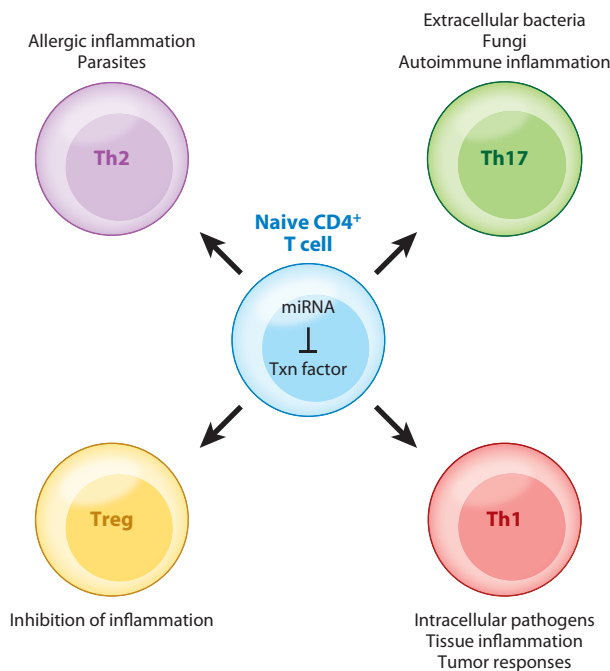 Allergic inflammation
Parasites
Th2
Extracellular bacteria
Fungi
Autoimmune inflammation
Th17
Naive CD4⁺
T cell
miRNA
Txn factor
Treg
Inhibition of inflammation
Th1
Intracellular pathogens
Tissue inflammation
Tumor responses